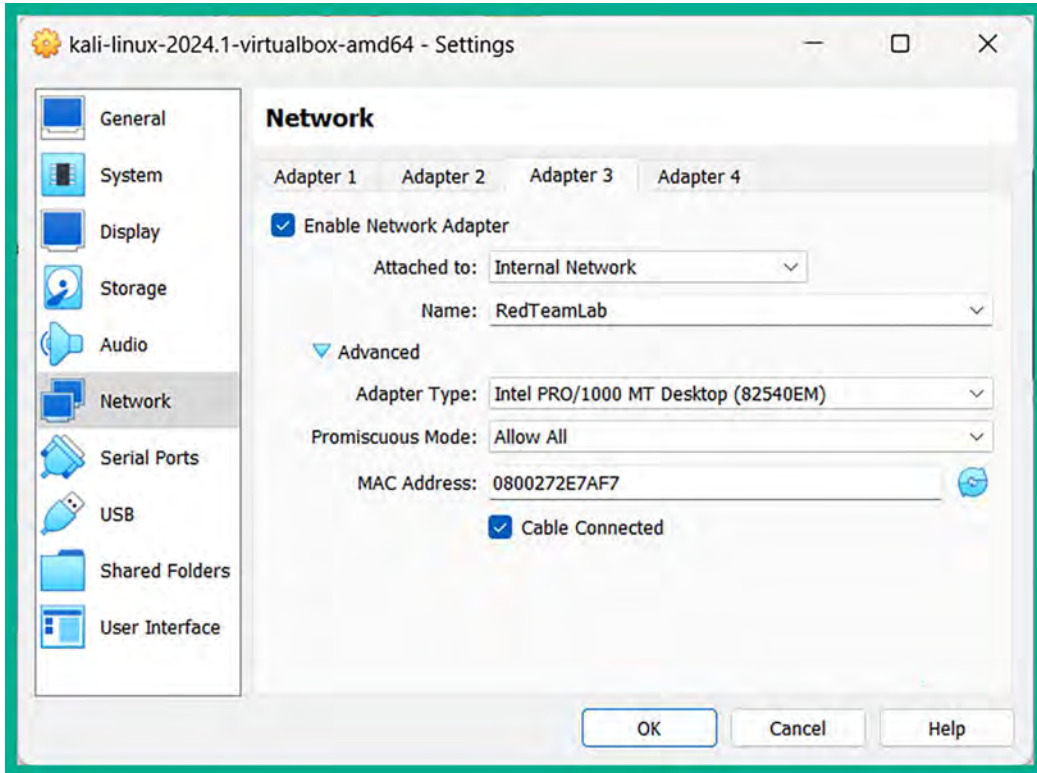 kali-linux-2024.1-virtualbox-amd64 - Settings
General
System
Display
Storage
Audio
Network
Serial Ports
USB
Shared Folders
User Interface
Network
Adapter 1 Adapter 2 Adapter 3 Adapter 4
Enable Network Adapter
Attached to: Internal Network
Name: RedTeamLab
Advanced
Adapter Type: Intel PRO/1000 MT Desktop (82540EM)
Promiscuous Mode: Allow All
MAC Address: 0800272E7AF7
Cable Connected
OK Cancel Help